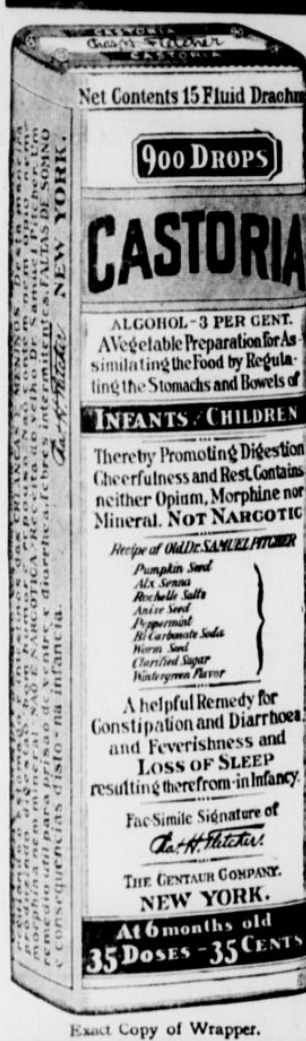 CASTORIA
Chas. H. Fletcher
CASTORIA
Net Contents 15 Fluid Drachm
900 DROPS
CASTORIA
ALCOHOL-3 PER CENT.
A Vegetable Preparation for As-
similating the Food by Regula-
ting the Stomachs and Bowels of
INFANTS CHILDREN
Thereby Promoting Digestion
Cheerfulness and Rest. Contains
neither Opium, Morphine nor
Mineral. NOT NARCOTIC
Recipe of Old Dr. SAMUEL PITCHER
Pumpkin Seed
Alx Senna
Rochelle Salts
Anise Seed
Peppermint
Bi Carbonate Soda
Worm Seed
Clarified Sugar
Wintergreen Flavor
A helpful Remedy for
Constipation and Diarrhoea,
and Feverishness and
LOSS OF SLEEP
resulting therefrom-in Infancy.
Fac-Simile Signature of
Chas. H. Fletcher.
THE CENTAUR COMPANY.
NEW YORK.
At 6 months old
35 DOSES - 35 CENTS
morphina nem mineral. NÃO É NARCOTICA. Receita do velho Dr. Samuel Pitcher. Um
remedio util para prisão de ventre e diarrhea, febres intermitentes, FALTAS DE SOMNO
e consequencias disto na infancia.
Chas. H. Fletcher
NEW YORK.
Exact Copy of Wrapper.